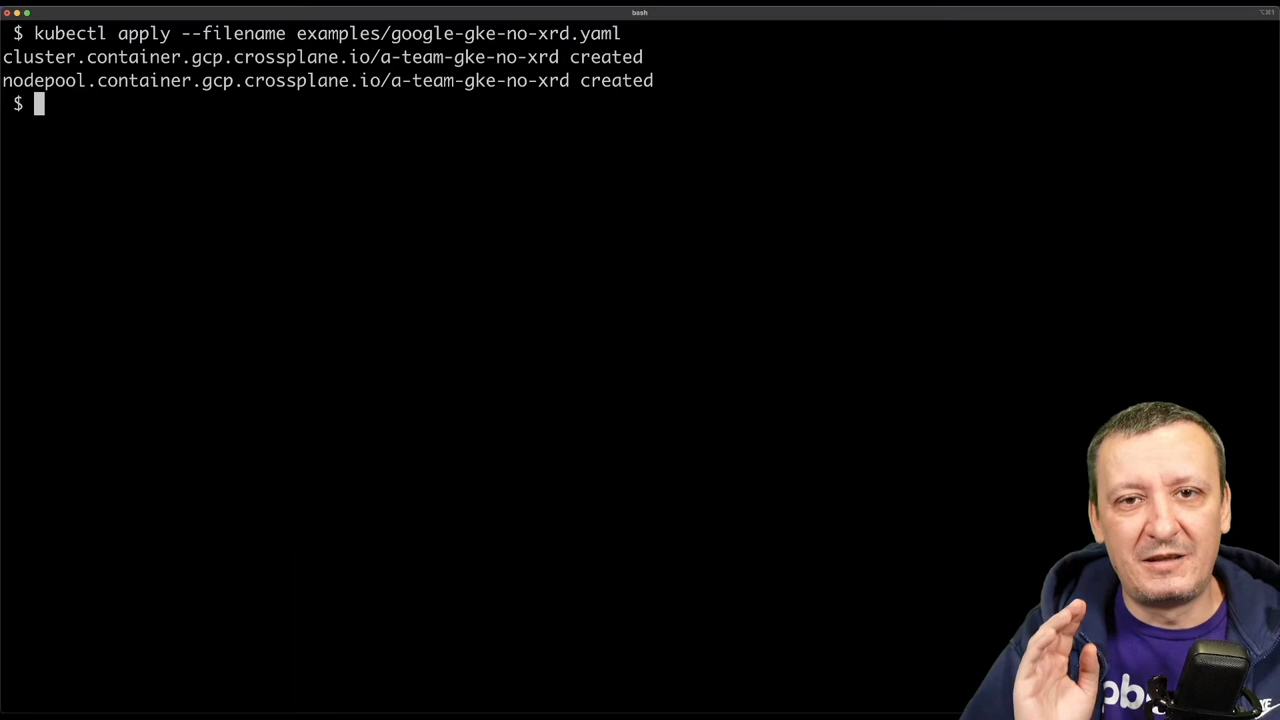 bash
$ kubectl apply --filename examples/google-gke-no-xrd.yaml
cluster.container.gcp.crossplane.io/a-team-gke-no-xrd created
nodepool.container.gcp.crossplane.io/a-team-gke-no-xrd created
$